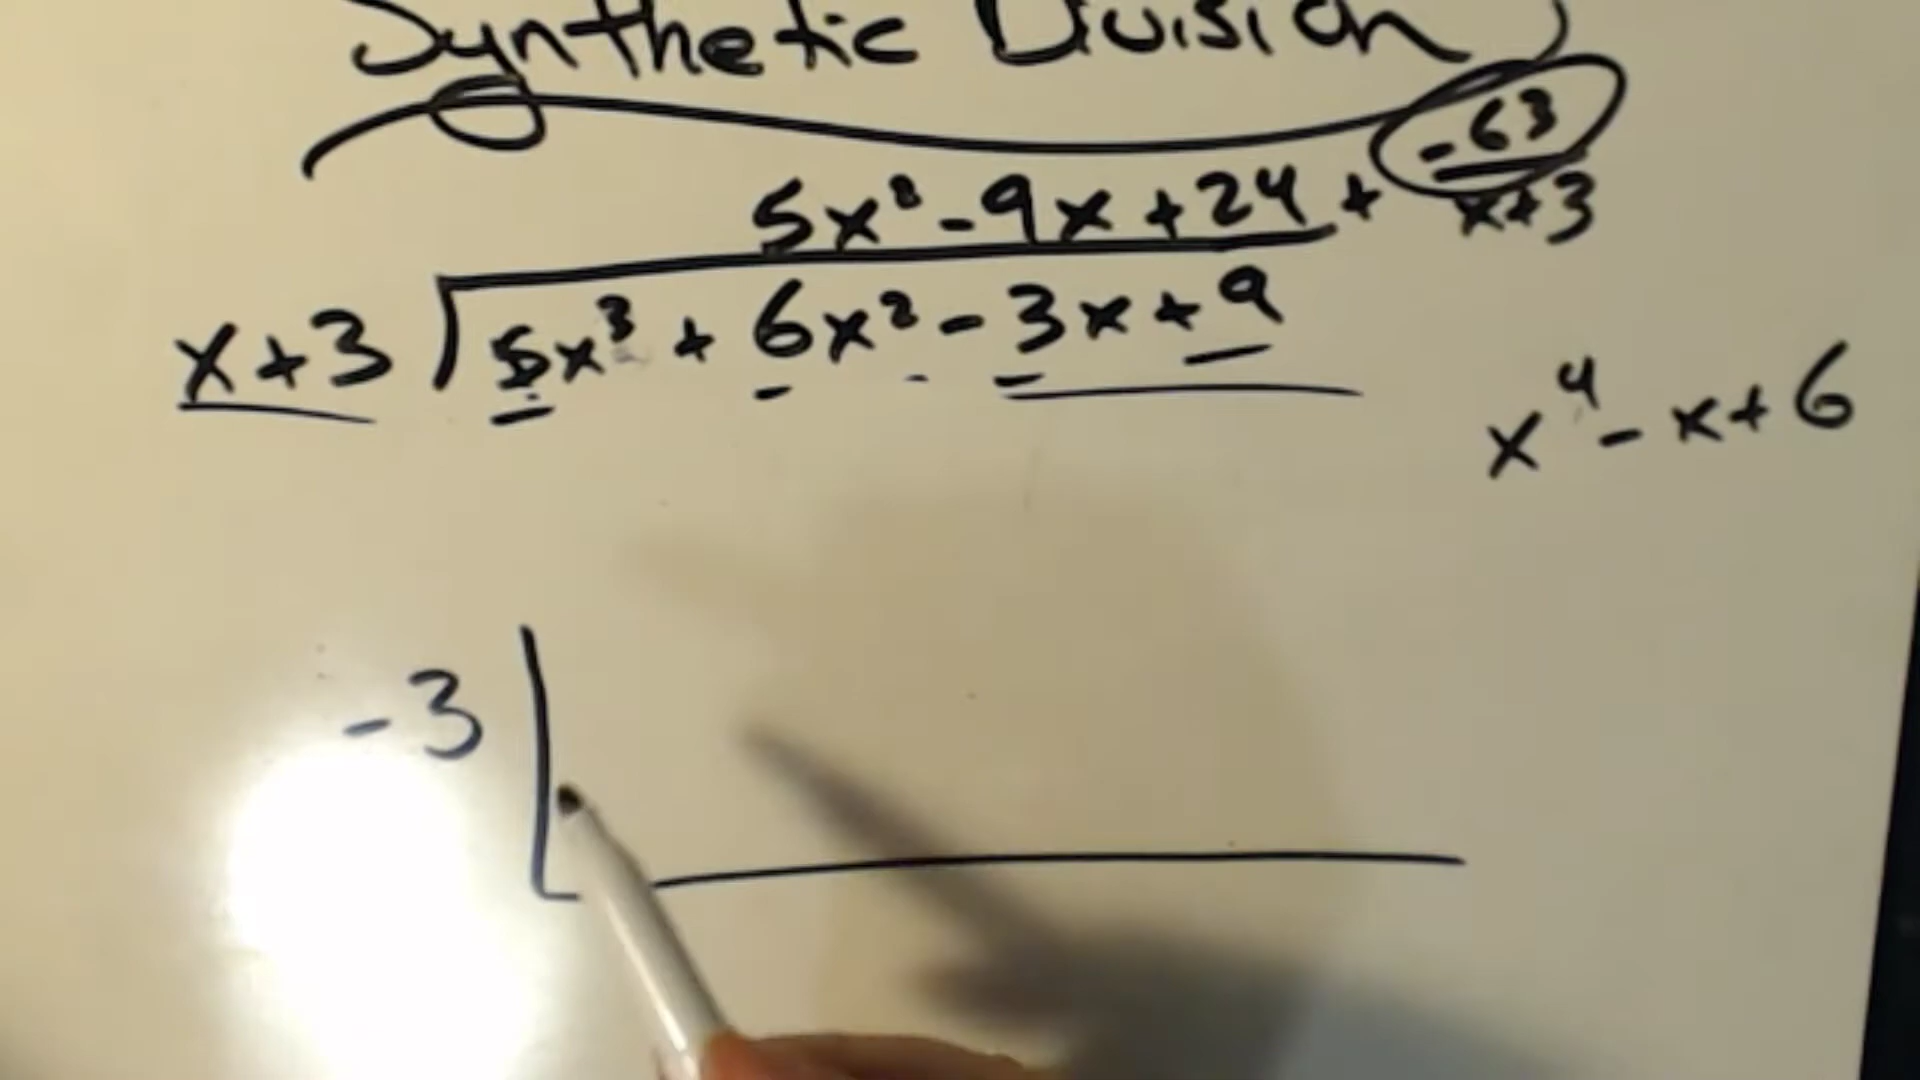 Synthetic Division
-63
5x² - 9x + 24 + x+3
x+3 5x³ + 6x² - 3x + 9
x⁴ - x + 6
-3